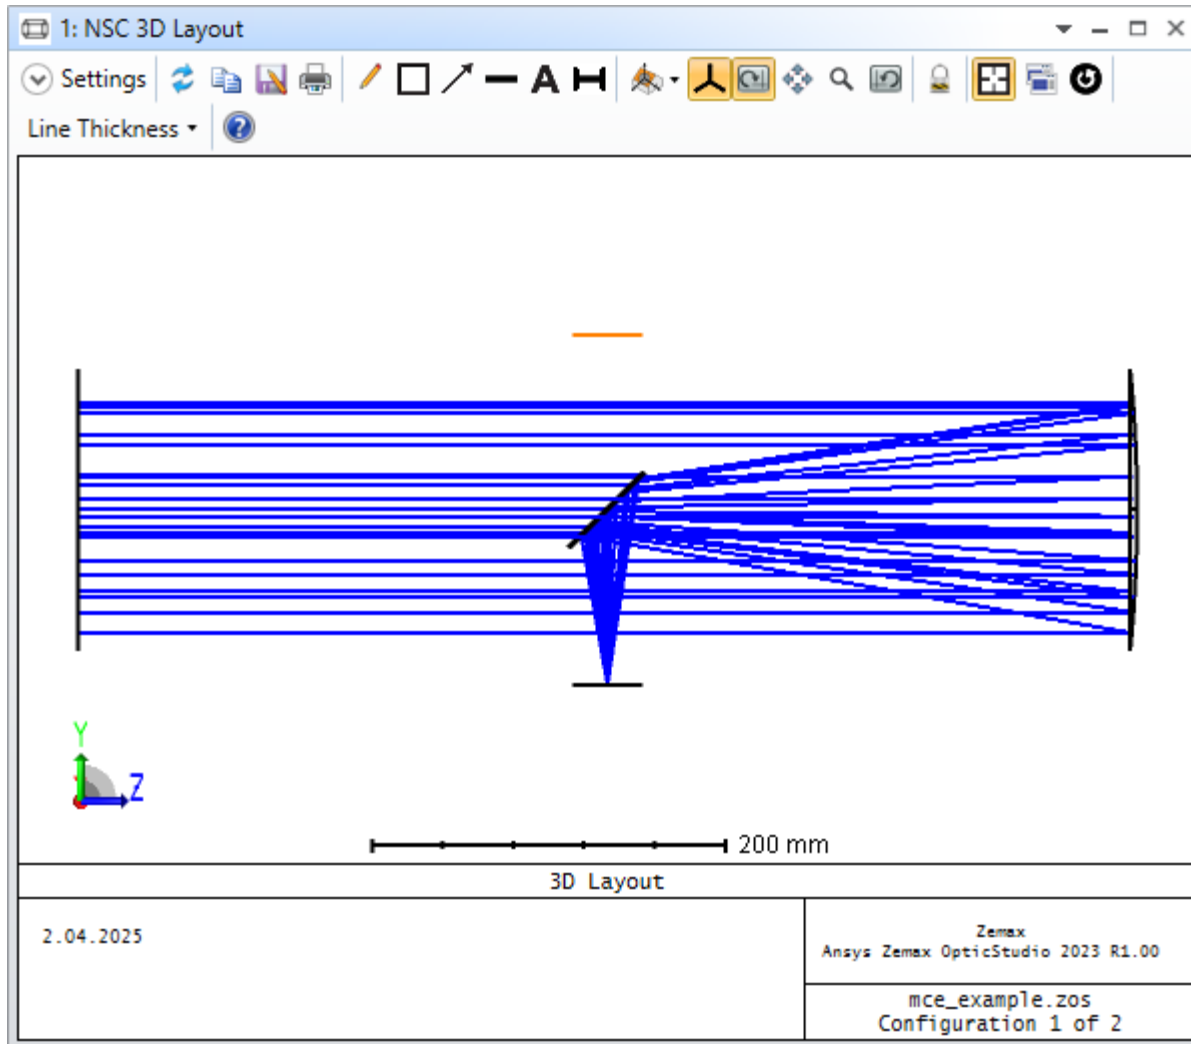 1: NSC 3D Layout
Settings
A
Line Thickness
?
Y
Z
200 mm
3D Layout
2.04.2025
Zemax
Ansys Zemax OpticStudio 2023 R1.00
mce_example.zos
Configuration 1 of 2